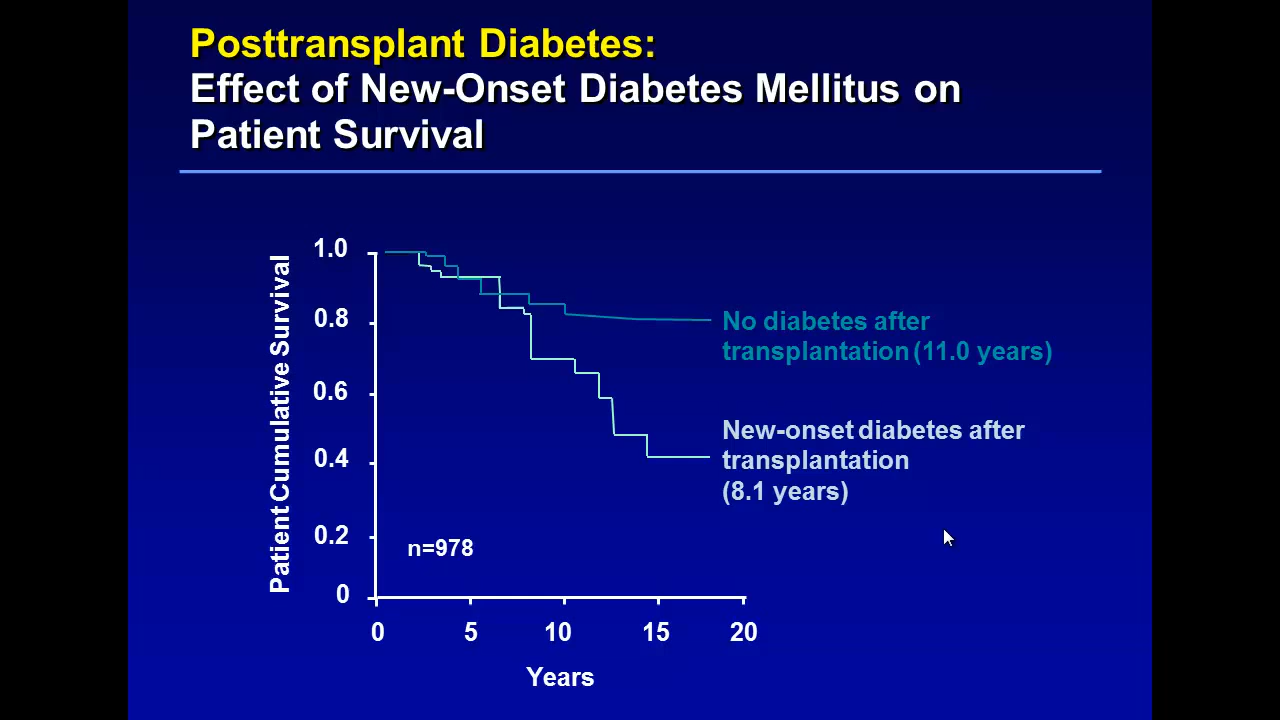 Posttransplant Diabetes:
Effect of New-Onset Diabetes Mellitus on
Patient Survival
Patient Cumulative Survival
1.0
0.8
0.6
0.4
0.2
0
No diabetes after
transplantation (11.0 years)
New-onset diabetes after
transplantation
(8.1 years)
n=978
0 5 10 15 20
Years